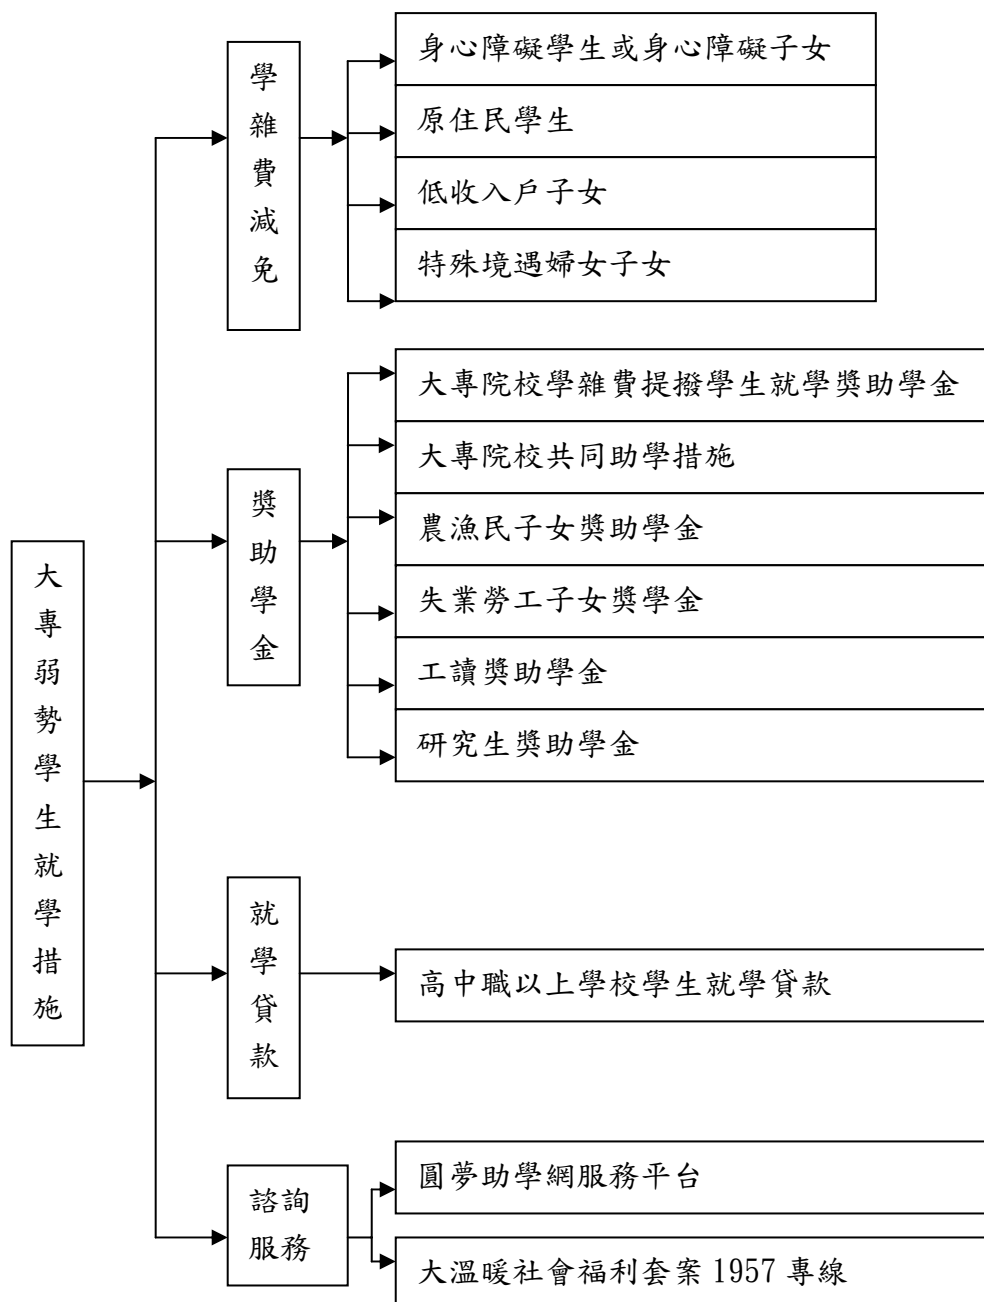 大專弱勢學生就學措施
學雜費減免
身心障礙學生或身心障礙子女
原住民學生
低收入戶子女
特殊境遇婦女子女
獎助學金
大專院校學雜費提撥學生就學獎助學金
大專院校共同助學措施
農漁民子女獎助學金
失業勞工子女獎學金
工讀獎助學金
研究生獎助學金
就學貸款
高中職以上學校學生就學貸款
諮詢
服務
圓夢助學網服務平台
大溫暖社會福利套案 1957 專線